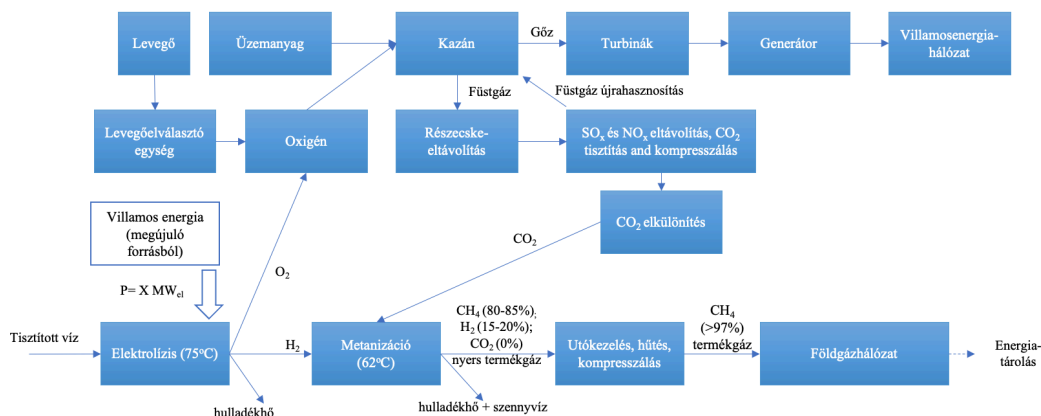 Levegő
Üzemanyag
Kazán
Gőz
Turbinák
Generátor
Villamosenergia-
hálózat
Füstgáz
Füstgáz újrahasznosítás
Levegőelválasztó
egység
Oxigén
Részecske-
eltávolítás
SOx és NOx eltávolítás, CO2
tisztítás and kompresszálás
Villamos energia
(megújuló
forrásból)
CO2 elkülönítés
CO2
O2
P= X MWel
Tisztított víz
Elektrolízis (75°C)
H2
Metanizáció
(62°C)
CH4 (80-85%);
H2 (15-20%);
CO2 (0%)
nyers termékgáz
Utókezelés, hűtés,
kompresszálás
CH4
(>97%)
termékgáz
Földgázhálózat
Energia-
tárolás
hulladékhő
hulladékhő + szennyvíz